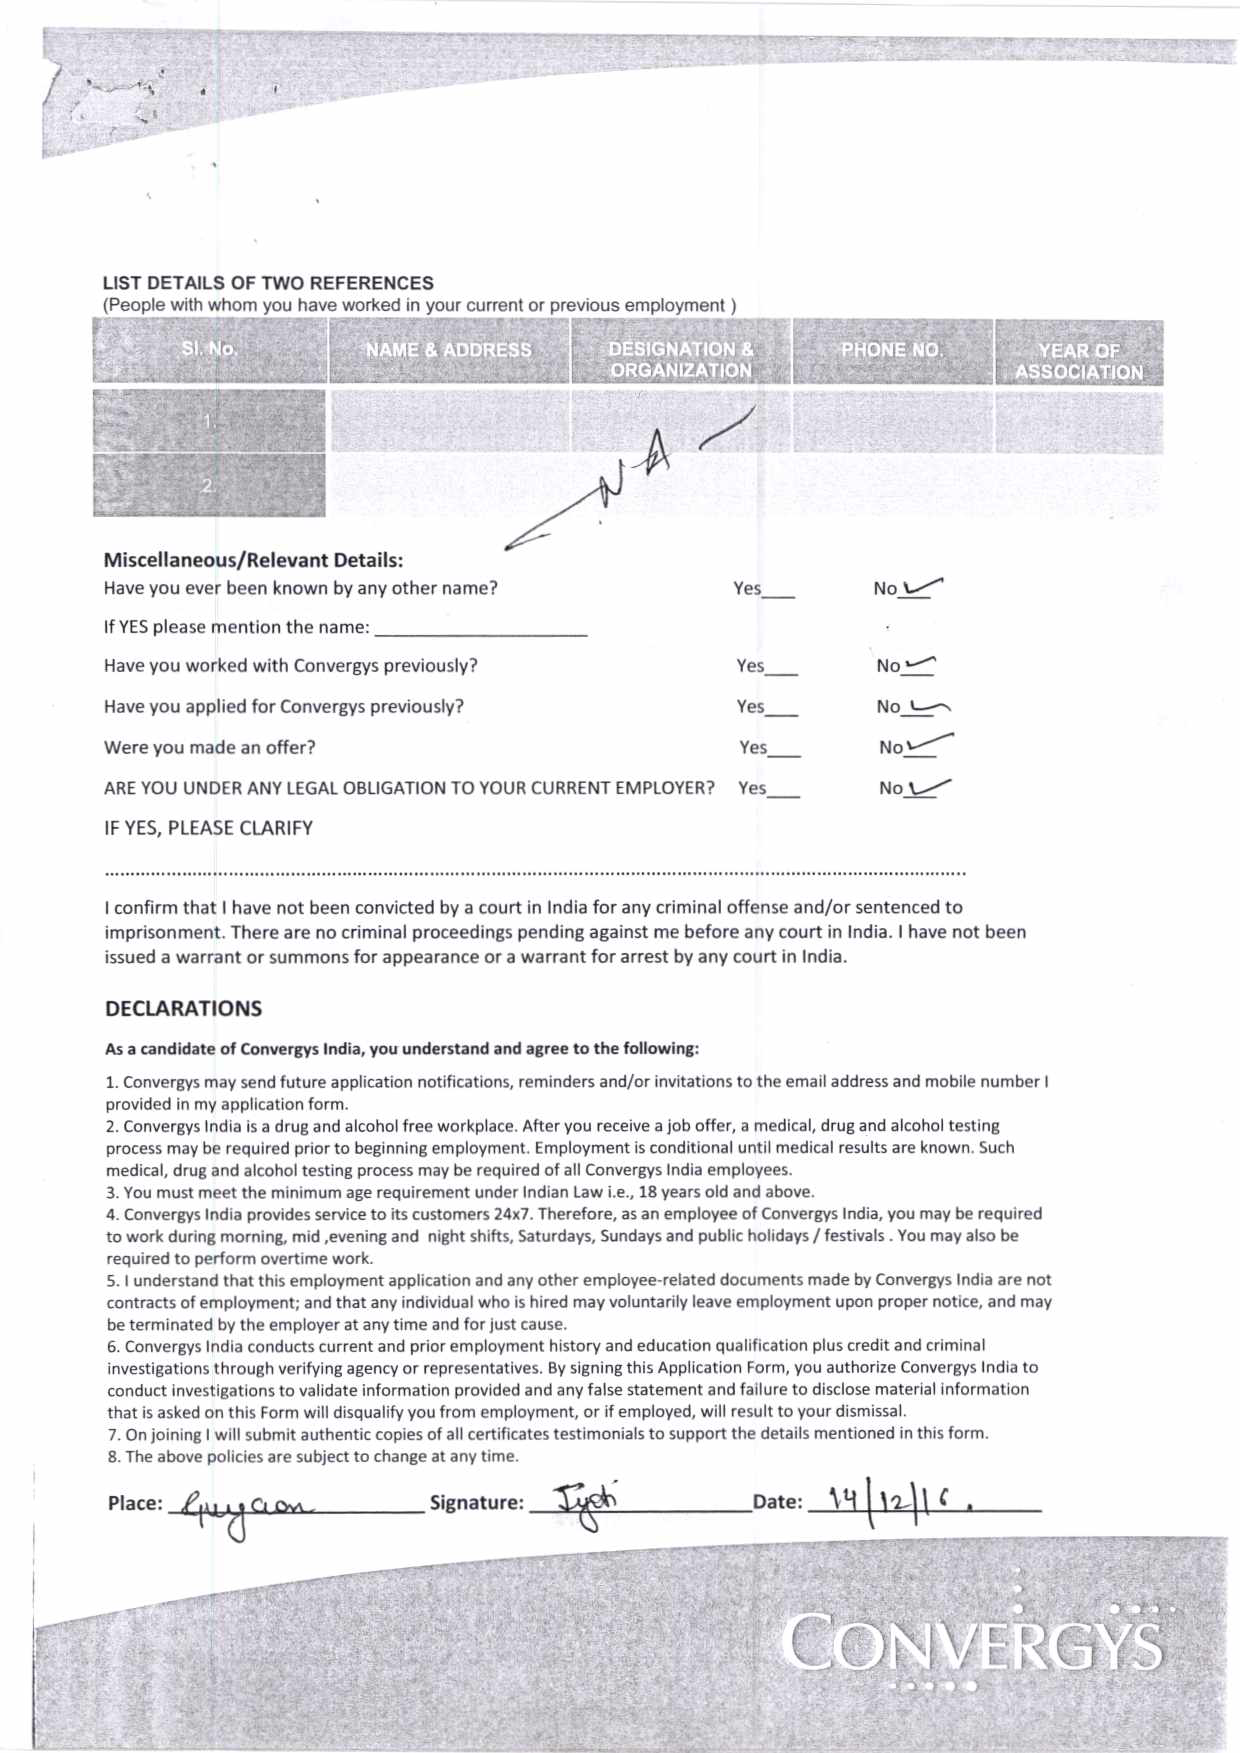 LIST DETAILS OF TWO REFERENCES
(People with whom you have worked in your current or previous employment )
Sl. No. NAME & ADDRESS DESIGNATION & ORGANIZATION PHONE NO. YEAR OF ASSOCIATION
1.
NA
2.
Miscellaneous/Relevant Details:
Have you ever been known by any other name? Yes___ No ✓
If YES please mention the name: ____________________
Have you worked with Convergys previously? Yes___ No ✓
Have you applied for Convergys previously? Yes___ No ✓
Were you made an offer? Yes___ No ✓
ARE YOU UNDER ANY LEGAL OBLIGATION TO YOUR CURRENT EMPLOYER? Yes___ No ✓
IF YES, PLEASE CLARIFY
I confirm that I have not been convicted by a court in India for any criminal offense and/or sentenced to
imprisonment. There are no criminal proceedings pending against me before any court in India. I have not been
issued a warrant or summons for appearance or a warrant for arrest by any court in India.
DECLARATIONS
As a candidate of Convergys India, you understand and agree to the following:
1. Convergys may send future application notifications, reminders and/or invitations to the email address and mobile number I
provided in my application form.
2. Convergys India is a drug and alcohol free workplace. After you receive a job offer, a medical, drug and alcohol testing
process may be required prior to beginning employment. Employment is conditional until medical results are known. Such
medical, drug and alcohol testing process may be required of all Convergys India employees.
3. You must meet the minimum age requirement under Indian Law i.e., 18 years old and above.
4. Convergys India provides service to its customers 24x7. Therefore, as an employee of Convergys India, you may be required
to work during morning, mid ,evening and night shifts, Saturdays, Sundays and public holidays / festivals . You may also be
required to perform overtime work.
5. I understand that this employment application and any other employee-related documents made by Convergys India are not
contracts of employment; and that any individual who is hired may voluntarily leave employment upon proper notice, and may
be terminated by the employer at any time and for just cause.
6. Convergys India conducts current and prior employment history and education qualification plus credit and criminal
investigations through verifying agency or representatives. By signing this Application Form, you authorize Convergys India to
conduct investigations to validate information provided and any false statement and failure to disclose material information
that is asked on this Form will disqualify you from employment, or if employed, will result to your dismissal.
7. On joining I will submit authentic copies of all certificates testimonials to support the details mentioned in this form.
8. The above policies are subject to change at any time.
Place: Signature: Jyoti Date: 14/12/16.
CONVERGYS